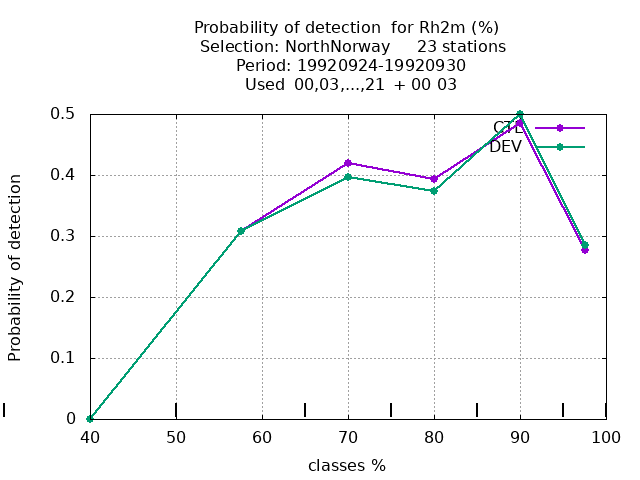 Probability of detection  for Rh2m (%)
Selection: NorthNorway     23 stations
Period: 19920924-19920930
Used  00,03,...,21  + 00 03
0.5
0.4
0.3
0.2
0.1
0
Probability of detection
CTL
DEV
40 50 60 70 80 90 100
classes %